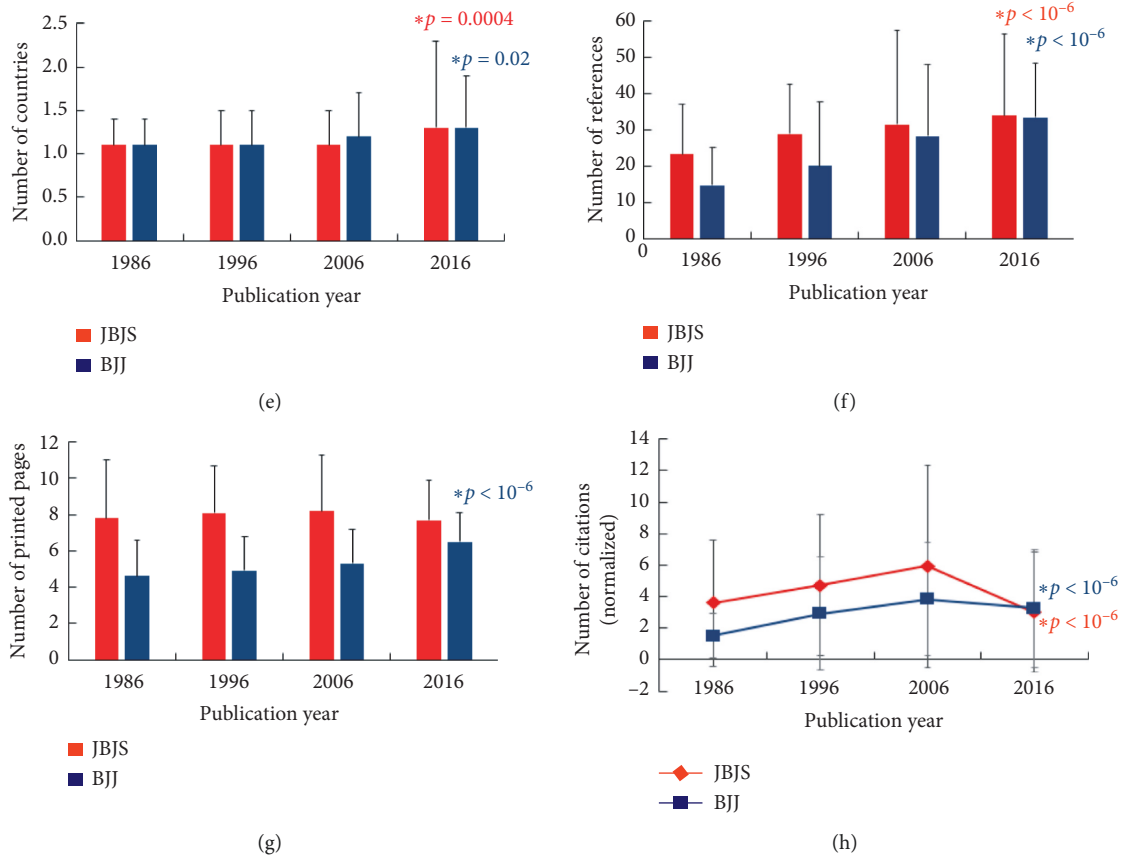 Number of countries
2.5
2.0
1.5
1.0
0.5
0.0
*p = 0.0004
*p = 0.02
1986 1996 2006 2016
Publication year
JBJS
BJJ
(e)
Number of references
60
50
40
30
20
10
0
0
*p < 10⁻⁶
*p < 10⁻⁶
1986 1996 2006 2016
Publication year
JBJS
BJJ
(f)
Number of printed pages
12
10
8
6
4
2
0
*p < 10⁻⁶
1986 1996 2006 2016
Publication year
JBJS
BJJ
(g)
Number of citations
(normalized)
14
12
10
8
6
4
2
0
−2
*p < 10⁻⁶
*p < 10⁻⁶
1986 1996 2006 2016
Publication year
JBJS
BJJ
(h)